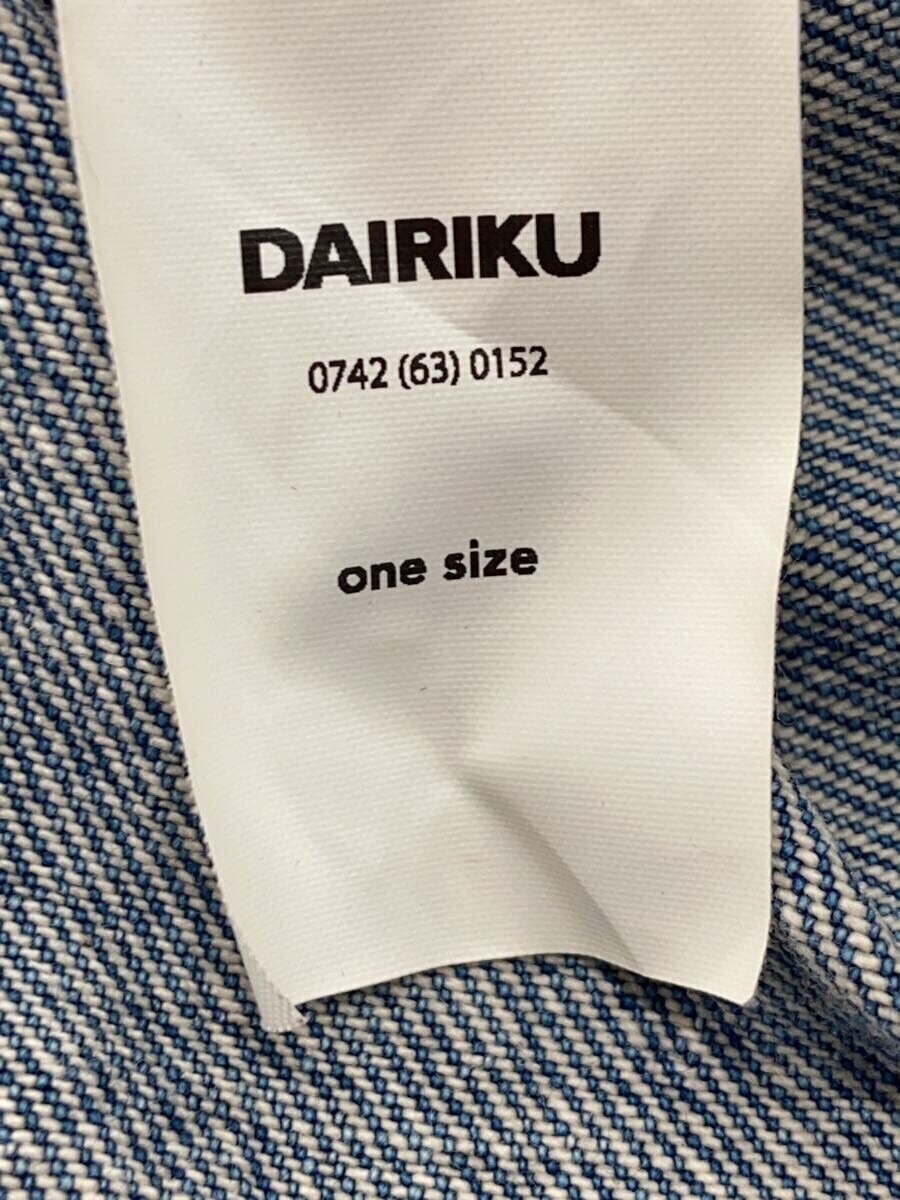 DAIRIKU
0742 (63) 0152
one size